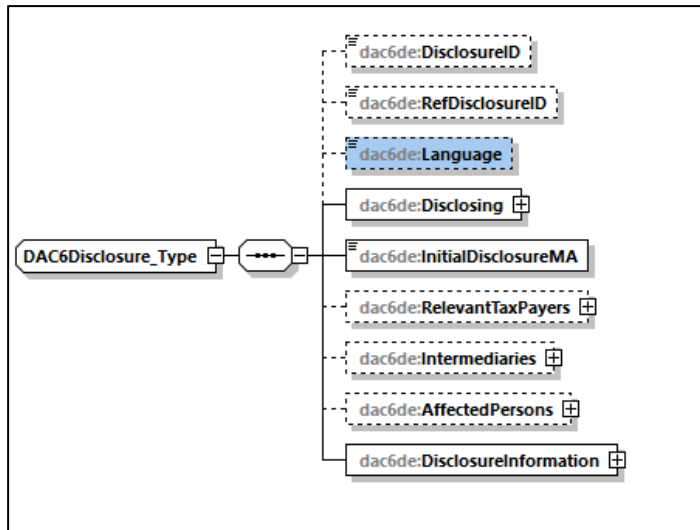 dac6de:DisclosureID
dac6de:RefDisclosureID
dac6de:Language
dac6de:Disclosing
DAC6Disclosure_Type
dac6de:InitialDisclosureMA
dac6de:RelevantTaxPayers
dac6de:Intermediaries
dac6de:AffectedPersons
dac6de:DisclosureInformation